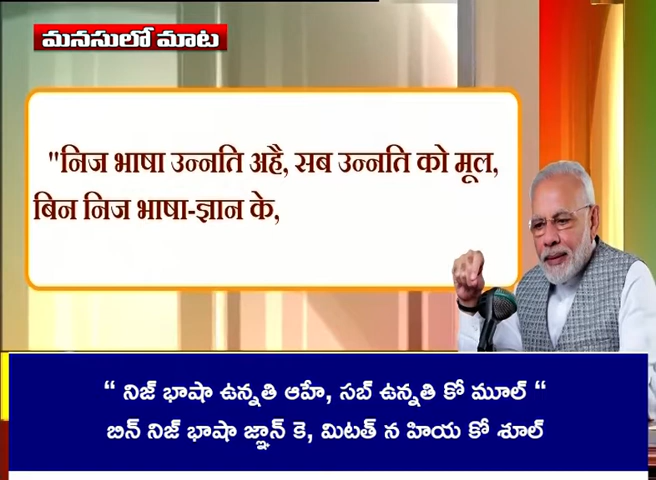 మనసులో మాట
"निज भाषा उन्नति अहै, सब उन्नति को मूल,
बिन निज भाषा-ज्ञान के,
“ నిజ్ భాషా ఉన్నతి ఆహే, సబ్ ఉన్నతి కో మూల్ “
బిన్ నిజ్ భాషా జ్ఞాన్ కె, మిటత్ న హియ కో శూల్